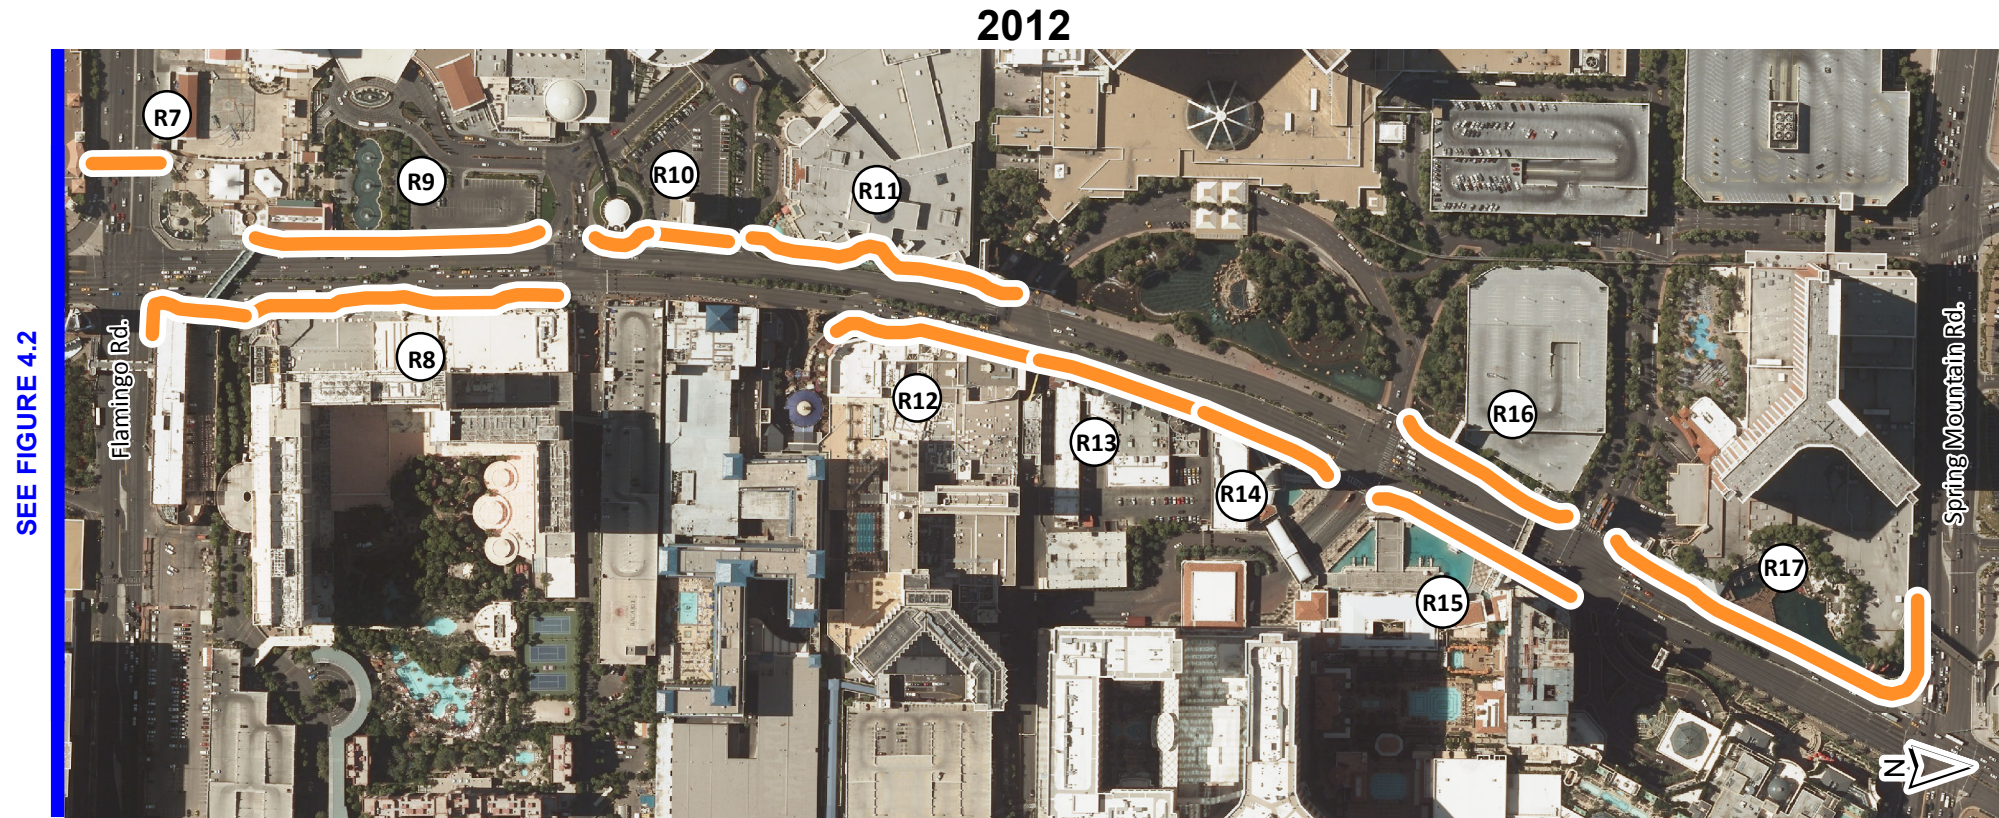 2012
SEE FIGURE 4.2
Flamingo Rd.
Spring Mountain Rd.
R7
R9
R10
R11
R8
R12
R13
R14
R16
R15
R17
N